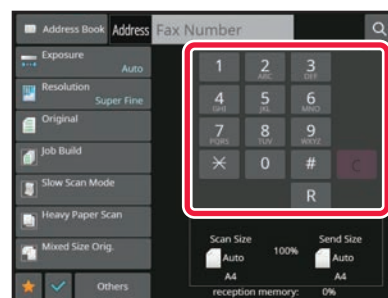 Address Book Address Fax Number
Exposure
Auto
Resolution
Super Fine
Original
Job Build
Slow Scan Mode
Heavy Paper Scan
Mixed Size Orig.
Others
1 2 3
ABC DEF
4 5 6
GHI JKL MNO
7 8 9
PQRS TUV WXYZ
0 # C
R
Scan Size Send Size
Auto 100% Auto
A4 A4
reception memory: 0%